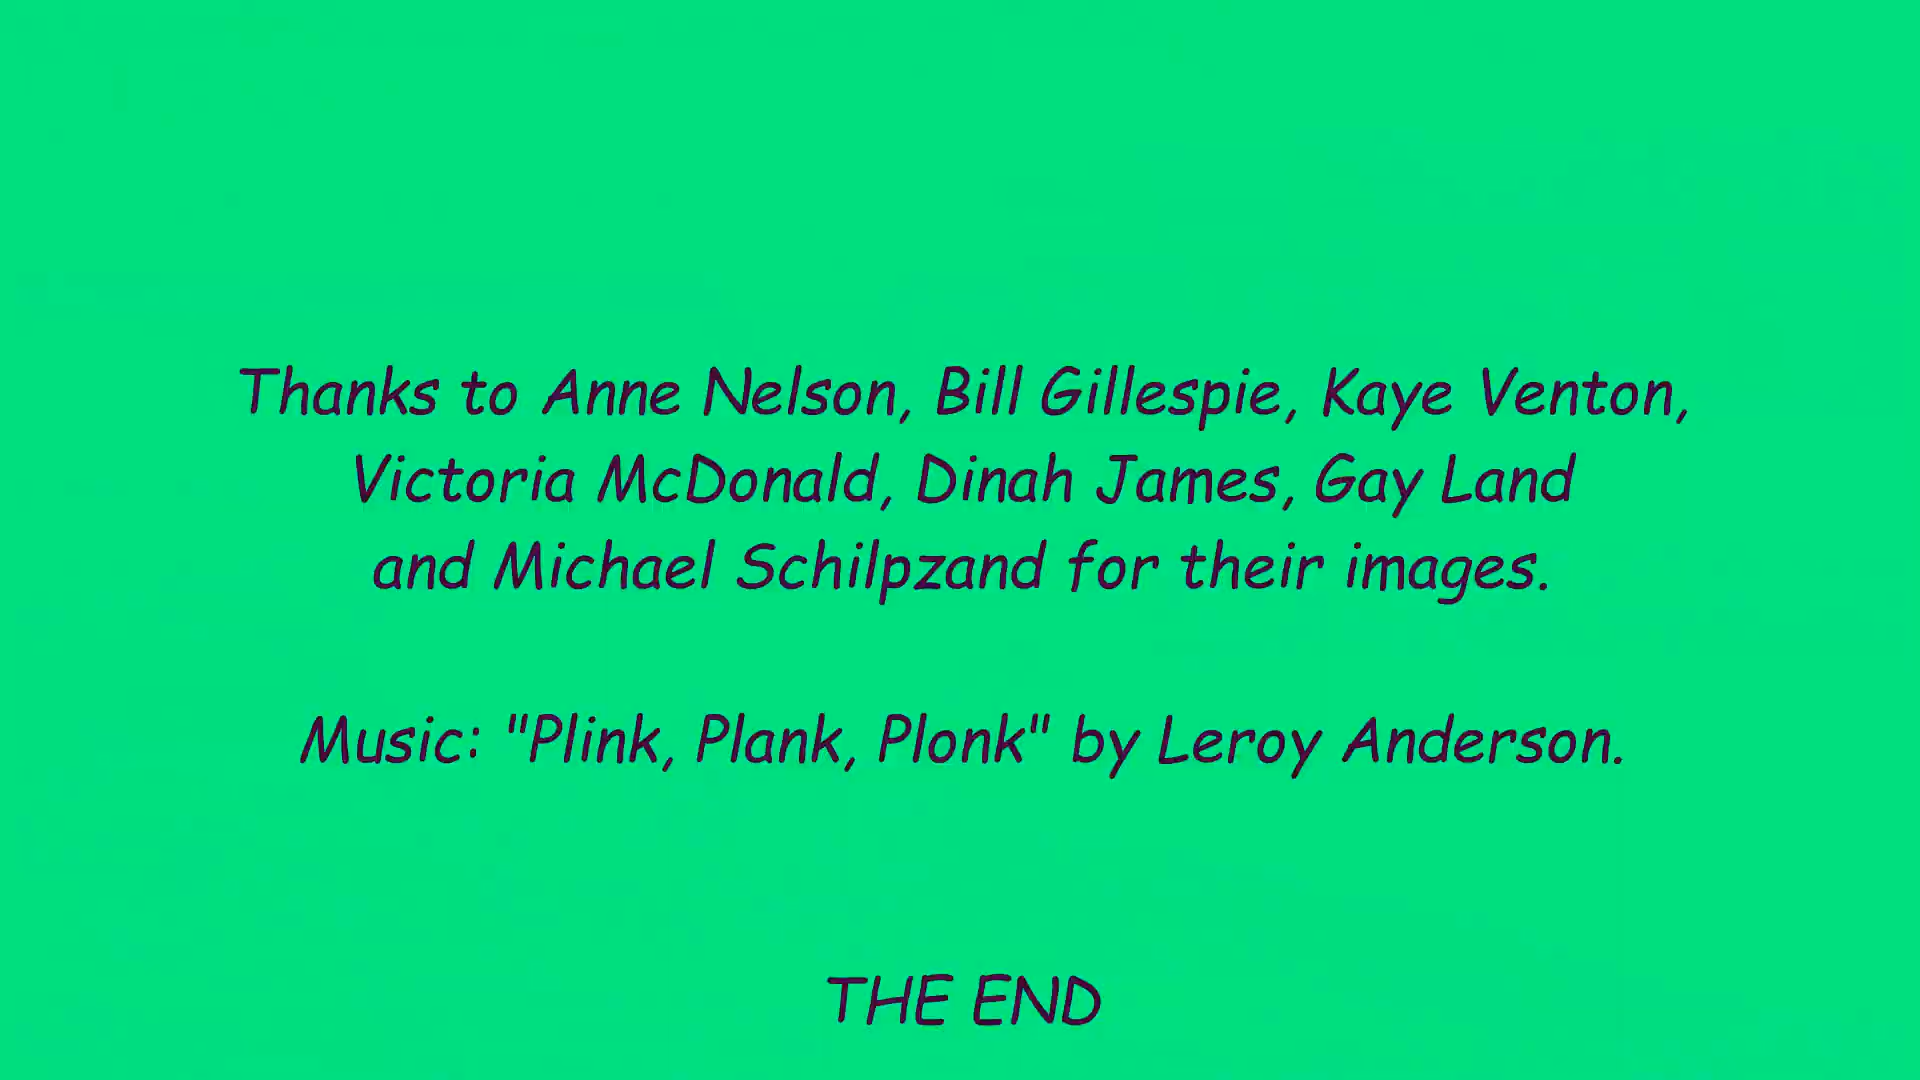 Thanks to Anne Nelson, Bill Gillespie, Kaye Venton,
Victoria McDonald, Dinah James, Gay Land
and Michael Schilpzand for their images.
Music: "Plink, Plank, Plonk" by Leroy Anderson.
THE END